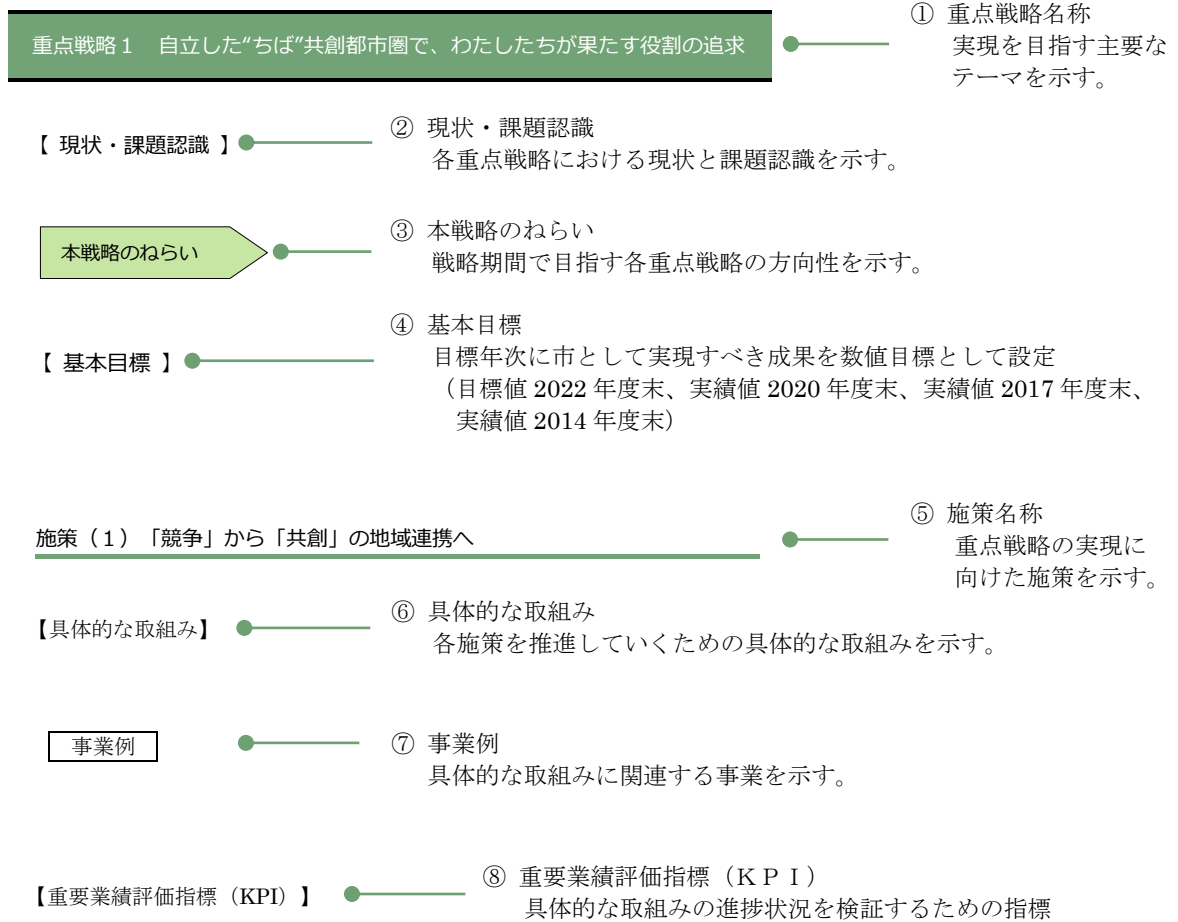 ① 重点戦略名称
重点戦略１　自立した“ちば”共創都市圏で、わたしたちが果たす役割の追求
実現を目指す主要な
テーマを示す。
【 現状・課題認識 】
② 現状・課題認識
各重点戦略における現状と課題認識を示す。
本戦略のねらい
③ 本戦略のねらい
戦略期間で目指す各重点戦略の方向性を示す。
【 基本目標 】
④ 基本目標
目標年次に市として実現すべき成果を数値目標として設定
（目標値 2022 年度末、実績値 2020 年度末、実績値 2017 年度末、
実績値 2014 年度末）
施策（１）「競争」から「共創」の地域連携へ
⑤ 施策名称
重点戦略の実現に
向けた施策を示す。
【具体的な取組み】
⑥ 具体的な取組み
各施策を推進していくための具体的な取組みを示す。
事業例
⑦ 事業例
具体的な取組みに関連する事業を示す。
【重要業績評価指標（KPI）】
⑧ 重要業績評価指標（ＫＰＩ）
具体的な取組みの進捗状況を検証するための指標